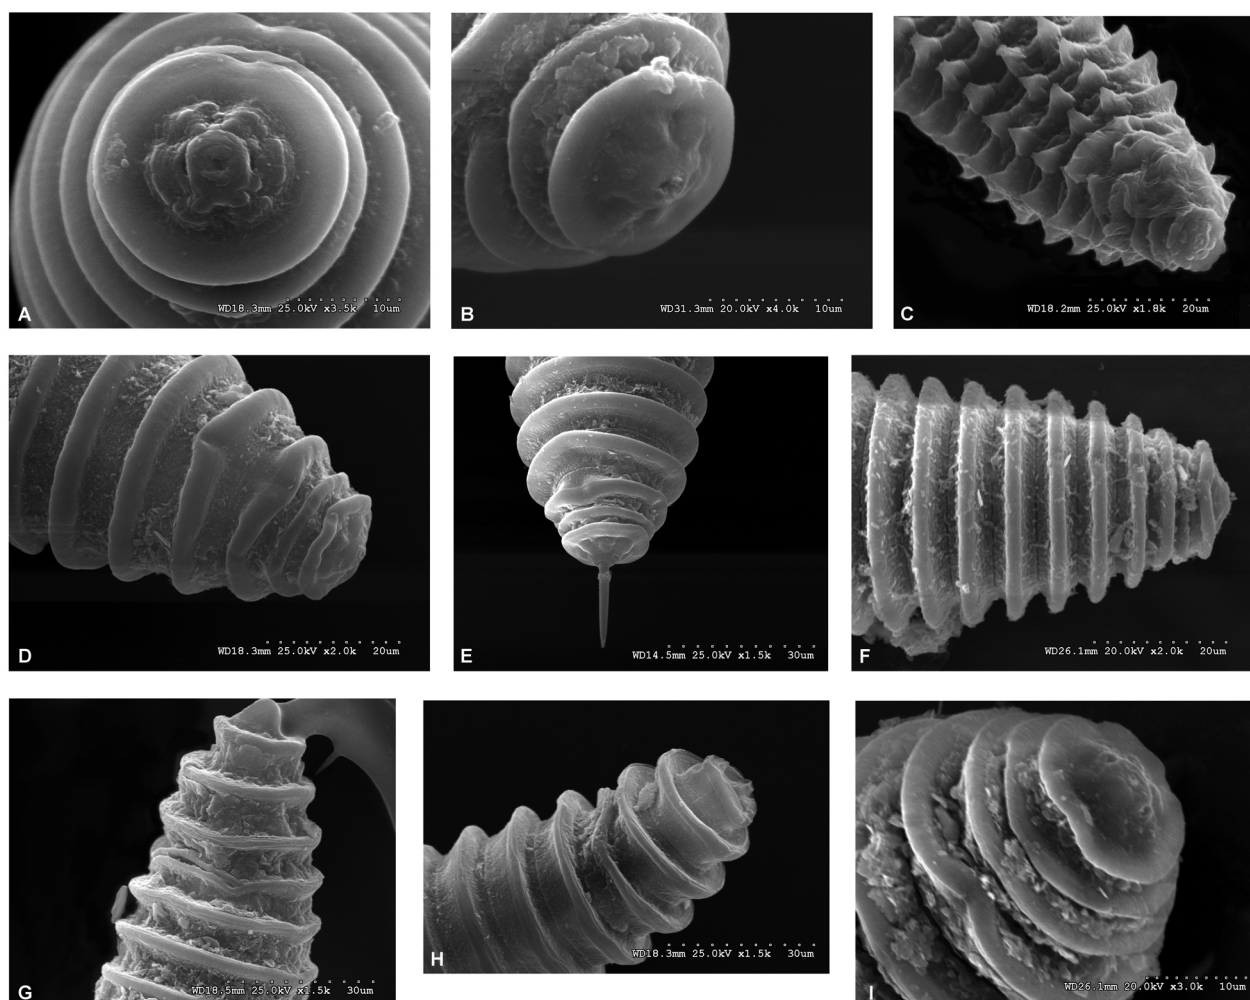 WD18.3mm 25.0kV x3.5k 10um
A
WD31.3mm 20.0kV x4.0k 10um
B
WD18.2mm 25.0kV x1.8k 20um
C
WD18.3mm 25.0kV x2.0k 20um
D
WD14.5mm 25.0kV x1.5k 30um
E
WD26.1mm 20.0kV x2.0k 20um
F
WD18.5mm 25.0kV x1.5k 30um
G
WD18.3mm 25.0kV x1.5k 30um
H
WD26.1mm 20.0kV x3.0k 10um
I